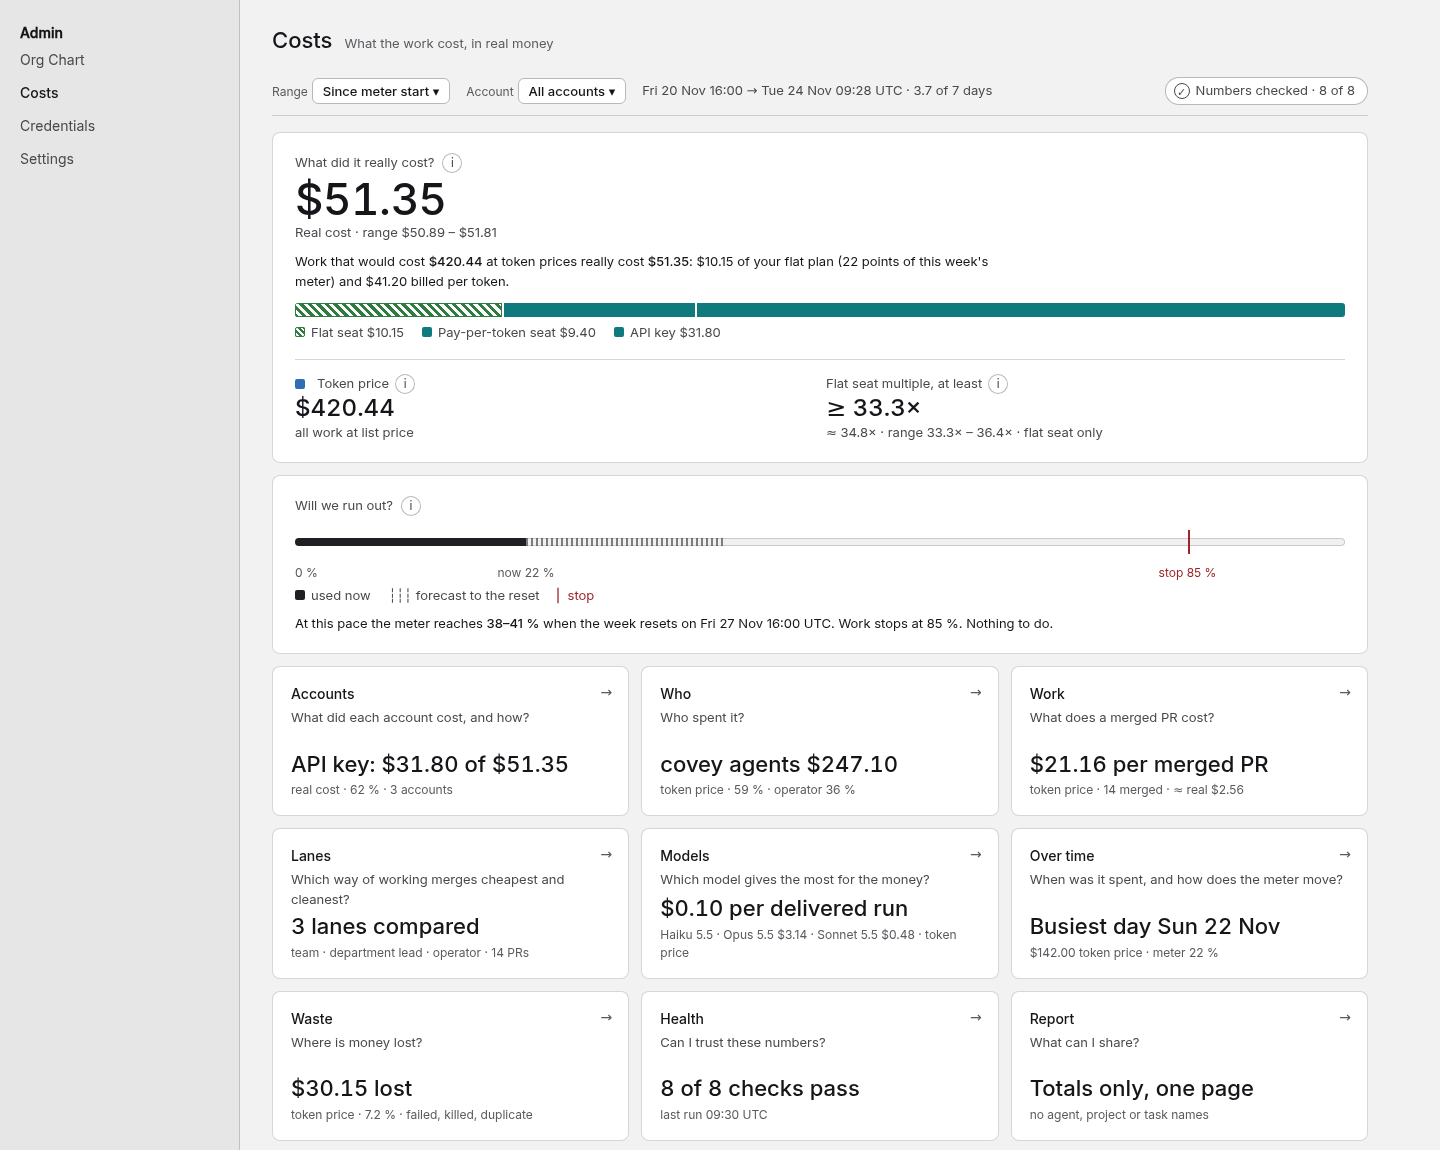 Admin
Org Chart
Costs
Credentials
Settings
Costs What the work cost, in real money
Range Since meter start ▾ Account All accounts ▾ Fri 20 Nov 16:00 → Tue 24 Nov 09:28 UTC · 3.7 of 7 days ✓ Numbers checked · 8 of 8
What did it really cost? i
$51.35
Real cost · range $50.89 – $51.81
Work that would cost $420.44 at token prices really cost $51.35: $10.15 of your flat plan (22 points of this week's
meter) and $41.20 billed per token.
Flat seat $10.15 Pay-per-token seat $9.40 API key $31.80
Token price i
$420.44
all work at list price
Flat seat multiple, at least i
≥ 33.3×
≈ 34.8× · range 33.3× – 36.4× · flat seat only
Will we run out? i
0 % now 22 % stop 85 %
used now forecast to the reset stop
At this pace the meter reaches 38–41 % when the week resets on Fri 27 Nov 16:00 UTC. Work stops at 85 %. Nothing to do.
Accounts →
What did each account cost, and how?
API key: $31.80 of $51.35
real cost · 62 % · 3 accounts
Who →
Who spent it?
covey agents $247.10
token price · 59 % · operator 36 %
Work →
What does a merged PR cost?
$21.16 per merged PR
token price · 14 merged · ≈ real $2.56
Lanes →
Which way of working merges cheapest and
cleanest?
3 lanes compared
team · department lead · operator · 14 PRs
Models →
Which model gives the most for the money?
$0.10 per delivered run
Haiku 5.5 · Opus 5.5 $3.14 · Sonnet 5.5 $0.48 · token
price
Over time →
When was it spent, and how does the meter move?
Busiest day Sun 22 Nov
$142.00 token price · meter 22 %
Waste →
Where is money lost?
$30.15 lost
token price · 7.2 % · failed, killed, duplicate
Health →
Can I trust these numbers?
8 of 8 checks pass
last run 09:30 UTC
Report →
What can I share?
Totals only, one page
no agent, project or task names